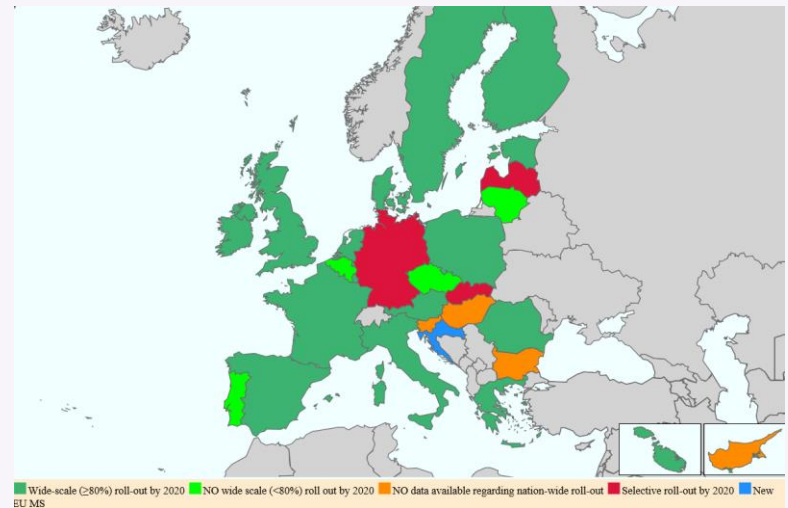 Wide-scale (≥80%) roll-out by 2020 NO wide scale (<80%) roll out by 2020 NO data available regarding nation-wide roll-out Selective roll-out by 2020 New
EU MS